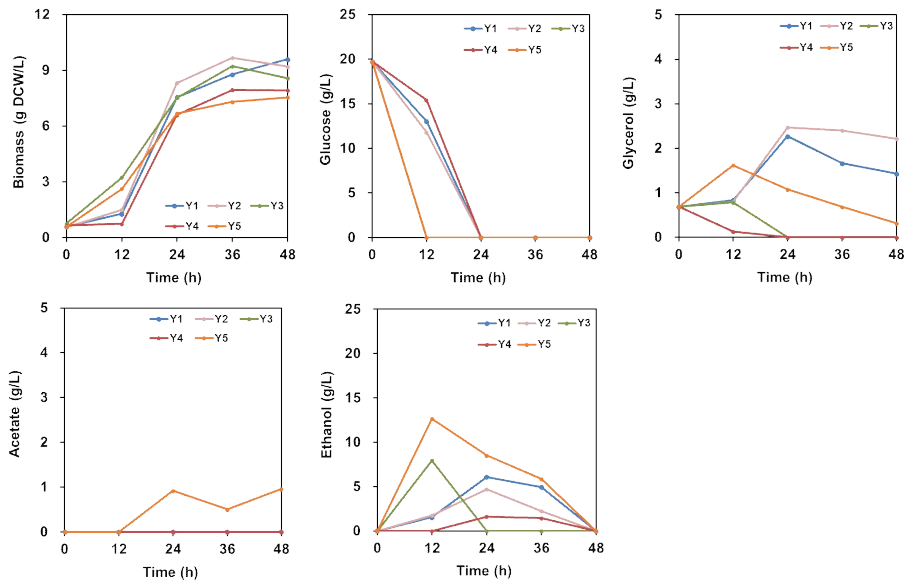 12
9
6
3
0
Biomass (g DCW/L)
Y1 Y2 Y3
Y4 Y5
0 12 24 36 48
Time (h)
25
20
15
10
5
0
Glucose (g/L)
Y1 Y2 Y3
Y4 Y5
0 12 24 36 48
Time (h)
5
4
3
2
1
0
Glycerol (g/L)
Y1 Y2 Y3
Y4 Y5
0 12 24 36 48
Time (h)
5
4
3
2
1
0
Acetate (g/L)
Y1 Y2 Y3
Y4 Y5
0 12 24 36 48
Time (h)
25
20
15
10
5
0
Ethanol (g/L)
Y1 Y2 Y3
Y4 Y5
0 12 24 36 48
Time (h)